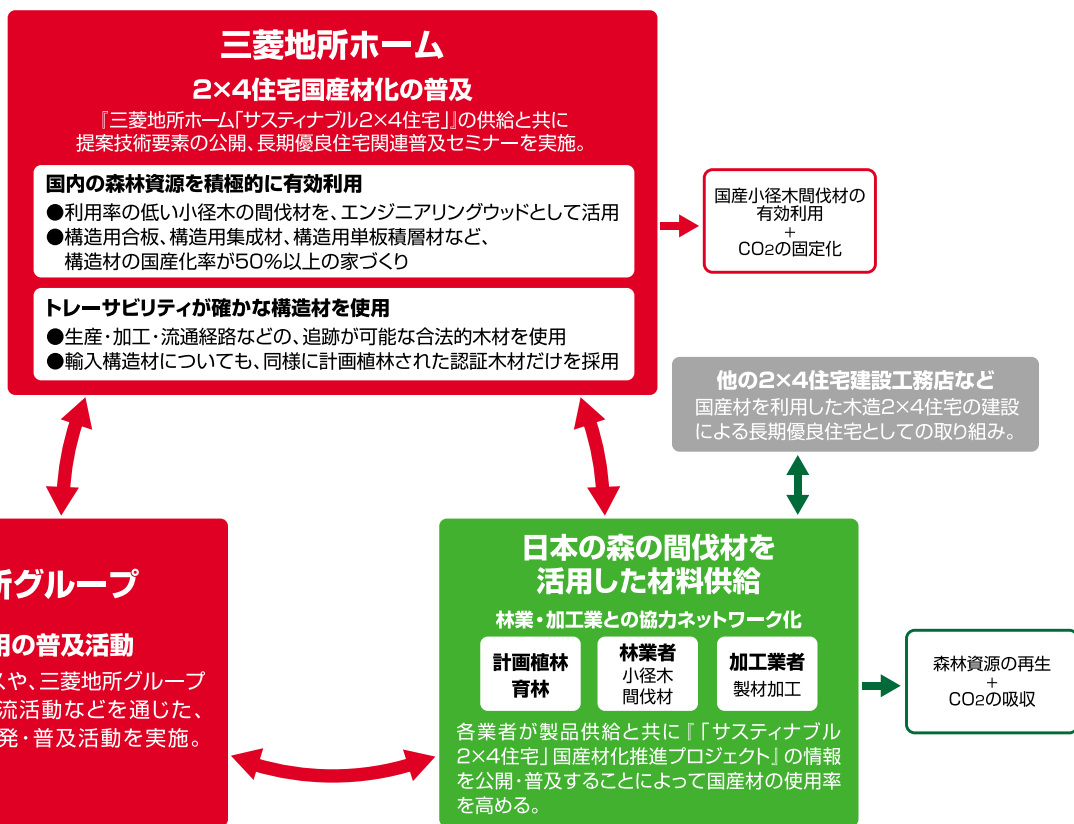 三菱地所ホーム
2×4住宅国産材化の普及
『三菱地所ホーム「サスティナブル2×4住宅」』の供給と共に
提案技術要素の公開、長期優良住宅関連普及セミナーを実施。
国内の森林資源を積極的に有効利用
●利用率の低い小径木の間伐材を、エンジニアリングウッドとして活用
●構造用合板、構造用集成材、構造用単板積層材など、
構造材の国産化率が50%以上の家づくり
トレーサビリティが確かな構造材を使用
●生産・加工・流通経路などの、追跡が可能な合法的木材を使用
●輸入構造材についても、同様に計画植林された認証木材だけを採用
国産小径木間伐材の
有効利用
+
CO2の固定化
他の2×4住宅建設工務店など
国産材を利用した木造2×4住宅の建設
による長期優良住宅としての取り組み。
所グループ
用の普及活動
スや、三菱地所グループ
流活動などを通じた、
発・普及活動を実施。
日本の森の間伐材を
活用した材料供給
林業・加工業との協力ネットワーク化
計画植林
育林
林業者
小径木
間伐材
加工業者
製材加工
各業者が製品供給と共に『「サスティナブル
2×4住宅」国産材化推進プロジェクト』の情報
を公開・普及することによって国産材の使用率
を高める。
森林資源の再生
+
CO2の吸収